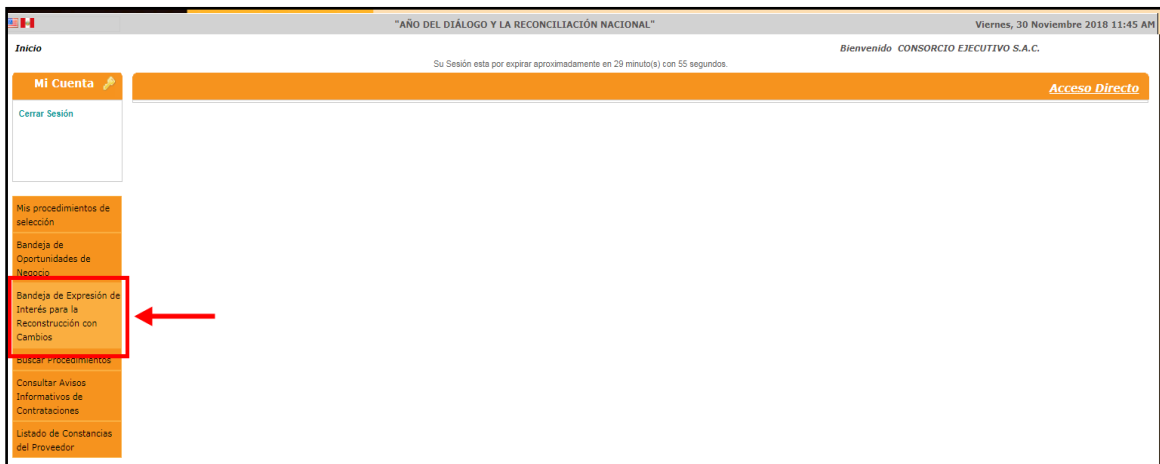 "AÑO DEL DIÁLOGO Y LA RECONCILIACIÓN NACIONAL"
Viernes, 30 Noviembre 2018 11:45 AM
Inicio
Bienvenido CONSORCIO EJECUTIVO S.A.C.
Su Sesión esta por expirar aproximadamente en 29 minuto(s) con 55 segundos.
Mi Cuenta
Acceso Directo
Cerrar Sesión
Mis procedimientos de
selección
Bandeja de
Oportunidades de
Negocio
Bandeja de Expresión de
Interés para la
Reconstrucción con
Cambios
Buscar Procedimientos
Consultar Avisos
Informativos de
Contrataciones
Listado de Constancias
del Proveedor